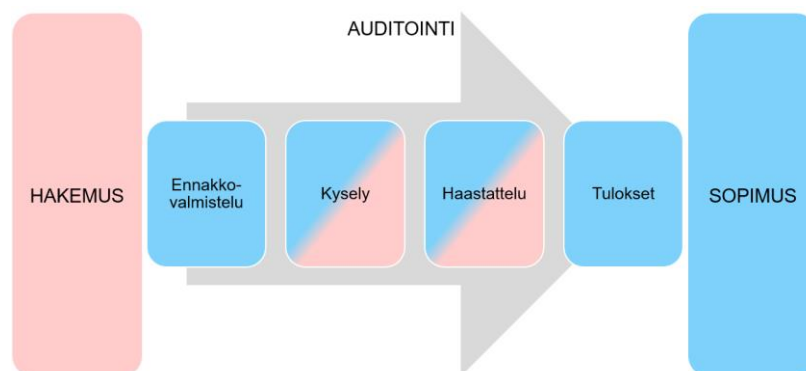 AUDITOINTI
HAKEMUS
Ennakko-
valmistelu
Kysely
Haastattelu
Tulokset
SOPIMUS